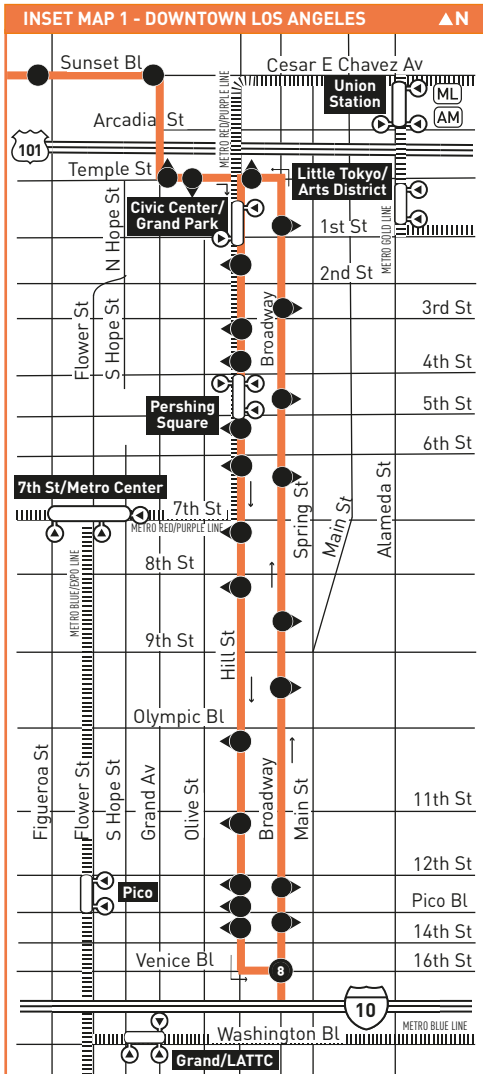 INSET MAP 1 - DOWNTOWN LOS ANGELES
▲N
Sunset Bl
Cesar E Chavez Av
METRO RED/PURPLE LINE
Union
Station
ML
AM
Arcadia St
101
Temple St
Little Tokyo/
Arts District
Civic Center/
Grand Park
N Hope St
1st St
METRO GOLD LINE
2nd St
Flower St
S Hope St
Broadway
3rd St
4th St
Pershing
Square
5th St
6th St
7th St/Metro Center
7th St
METRO RED/PURPLE LINE
Spring St
Main St
Alameda St
METRO BLUE/EXPO LINE
8th St
9th St
Hill St
Olympic Bl
Figueroa St
Flower St
S Hope St
Grand Av
Olive St
Broadway
Main St
11th St
12th St
Pico
Pico Bl
14th St
Venice Bl
8
16th St
10
Washington Bl
METRO BLUE LINE
Grand/LATTC